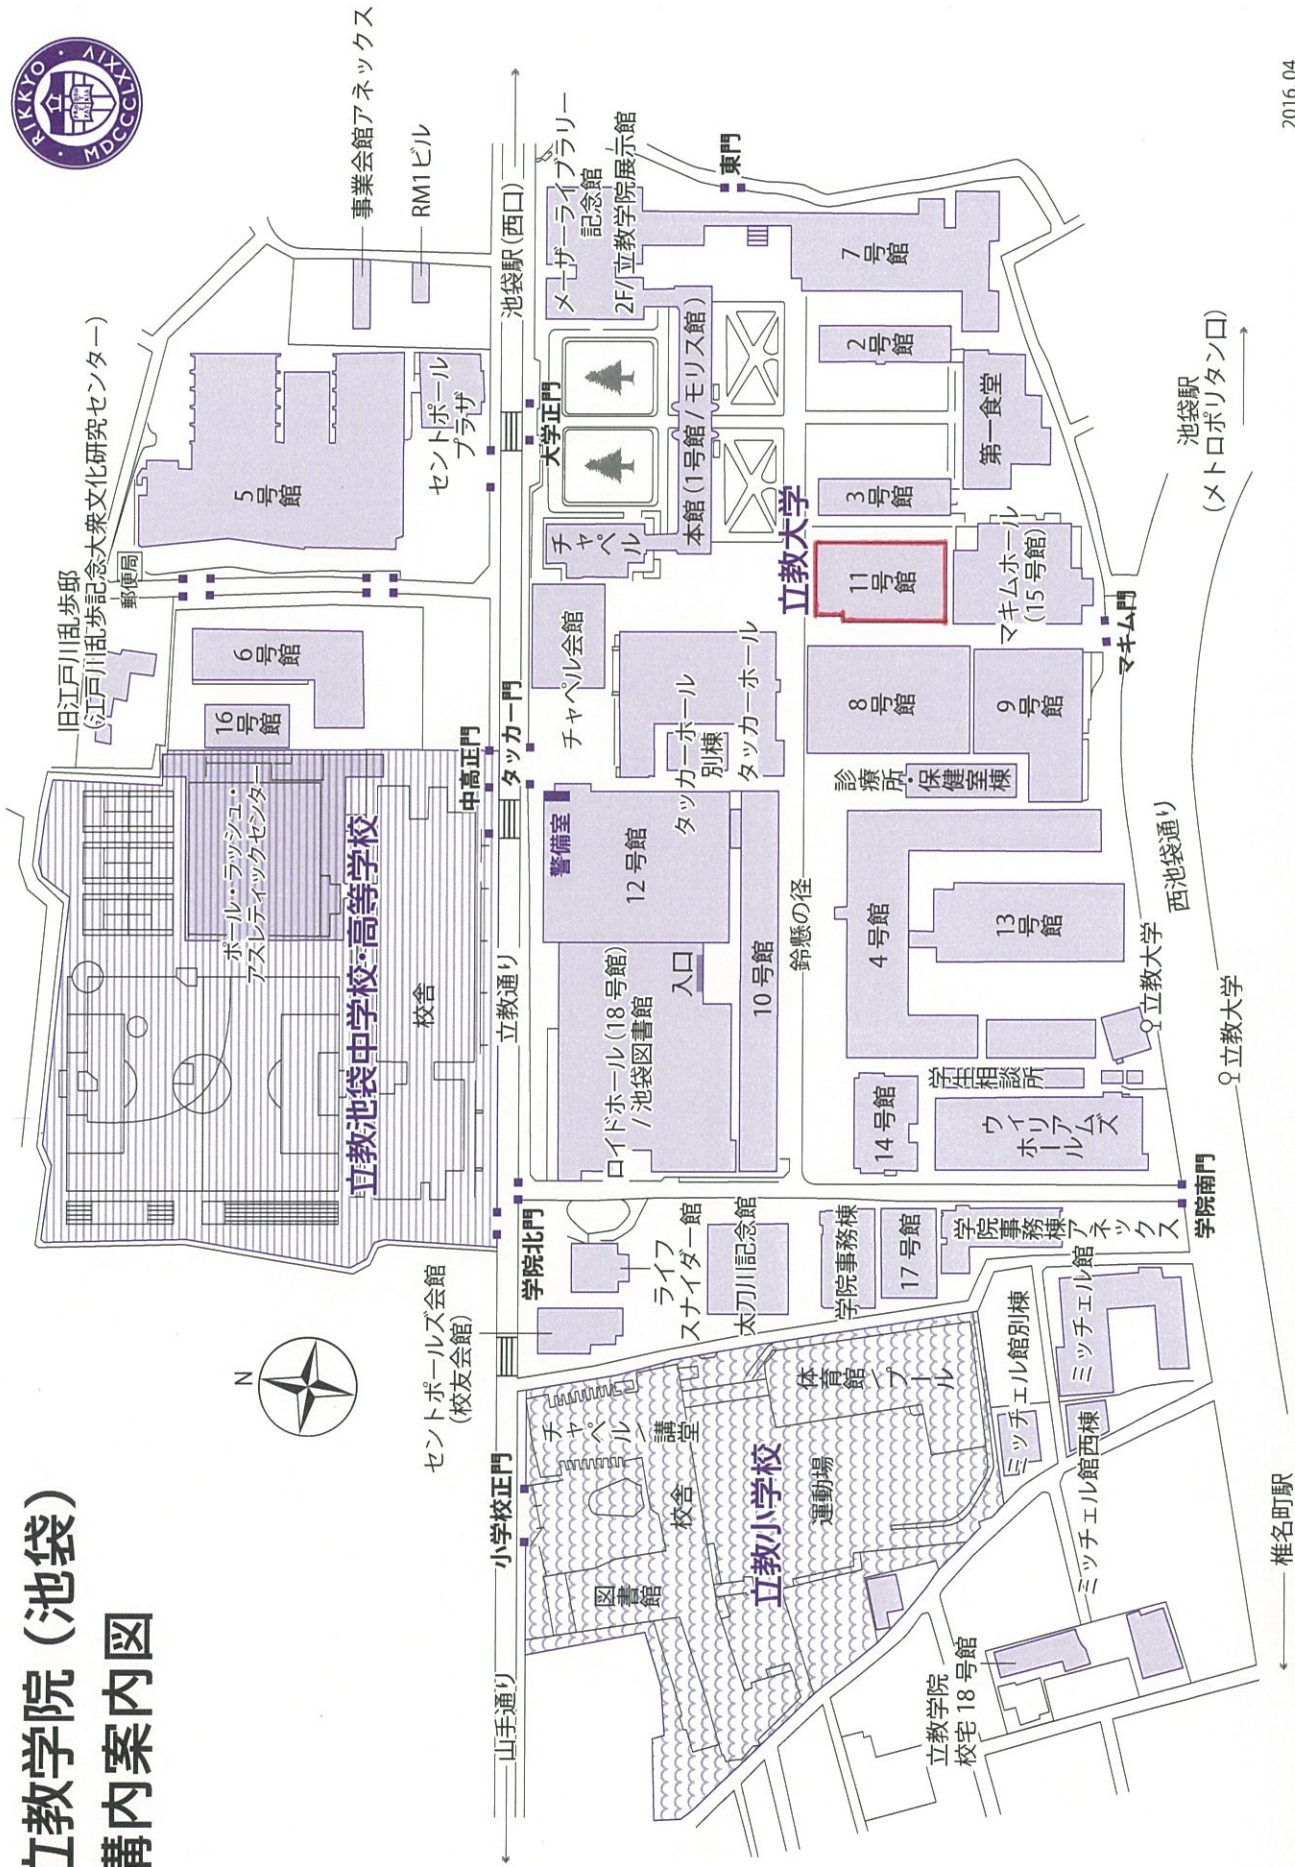 立教学院（池袋）
構内案内図
RIKKYO
MDCCCLXXIV
N
旧江戸川乱歩邸
（江戸川乱歩記念大衆文化研究センター）
郵便局
事業会館アネックス
RM1ビル
5
号
館
セントポール
プラザ
6
号
館
16
号館
ポール・ラッシュ・
アスレティックセンター
立教池袋中学校・高等学校
校舎
中高正門
タッカー門
大学正門
池袋駅（西口）
立教通り
山手通り
学院北門
小学校正門
セントポールズ会館
（校友会館）
メーザーライブラリー
記念館
2F/立教学院展示館
東門
本館（1号館/モリス館）
チャペル
チャペル会館
タッカーホール
別棟
タッカーホール
警備室
12号館
ロイドホール（18号館）
/池袋図書館
入口
10号館
鈴懸の径
立教大学
7
号
館
2
号
館
3
号
館
11
号
館
第一食堂
マキムホール
（15号館）
マキム門
8
号
館
9
号
館
診療所・保健室棟
4号館
13
号
館
14号館
学生相談所
ウィリアムズ
ホール
学院南門
ライフ
スナイダー館
太刀川記念館
学院事務棟
17号館
学院事務棟
アネックス
チャペル/講堂
図書館
校舎
体育館/プール
立教小学校
運動場
ミッチェル館別棟
ミッチェル館
ミッチェル館西棟
立教学院
校宅18号館
立教大学
立教大学
西池袋通り
池袋駅
（メトロポリタン口）
椎名町駅
2016.04